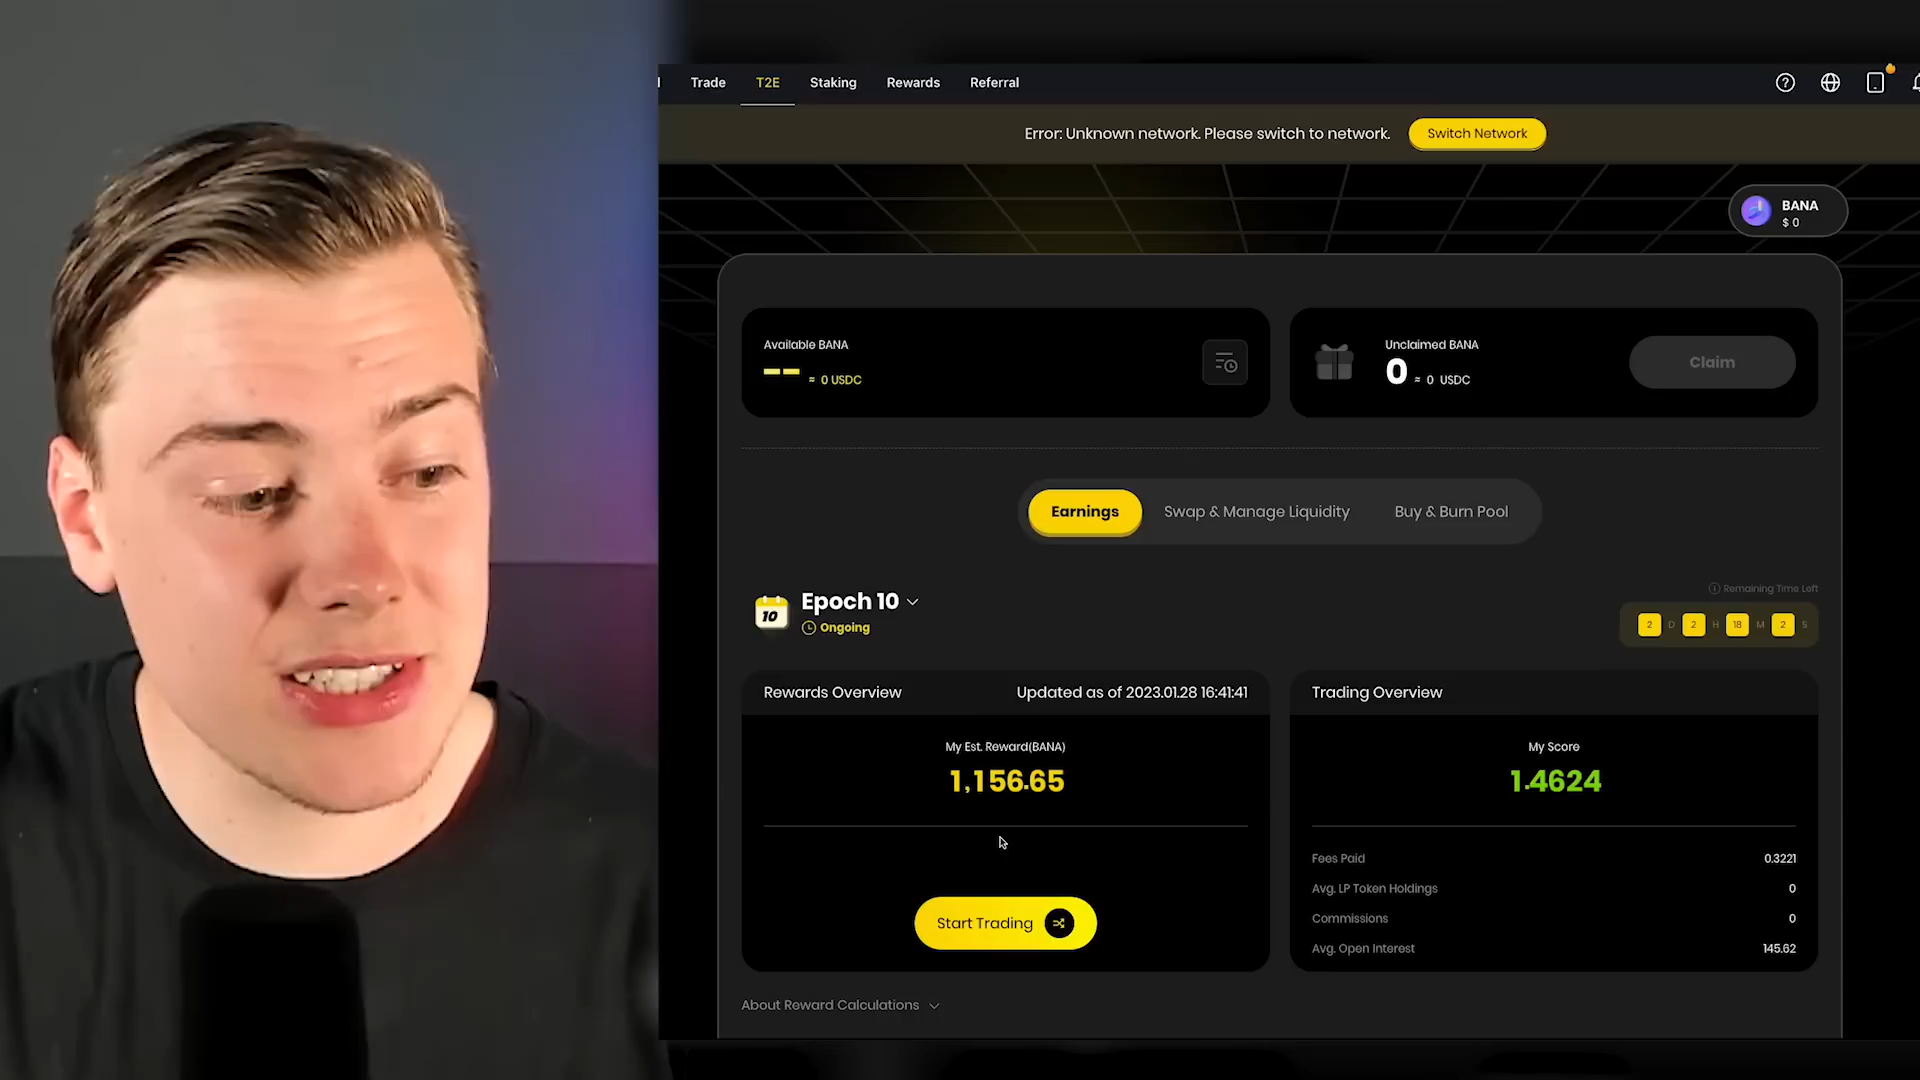 Trade T2E Staking Rewards Referral
Error: Unknown network. Please switch to network. Switch Network
BANA
$ 0
Available BANA
≈ 0 USDC
Unclaimed BANA
0 ≈ 0 USDC
Claim
Earnings Swap & Manage Liquidity Buy & Burn Pool
Remaining Time Left
10 Epoch 10
Ongoing
2 D 2 H 18 M 2 S
Rewards Overview Updated as of 2023.01.28 16:41:41
My Est. Reward(BANA)
1,156.65
Start Trading
Trading Overview
My Score
1.4624
Fees Paid 0.3221
Avg. LP Token Holdings 0
Commissions 0
Avg. Open Interest 145.62
About Reward Calculations